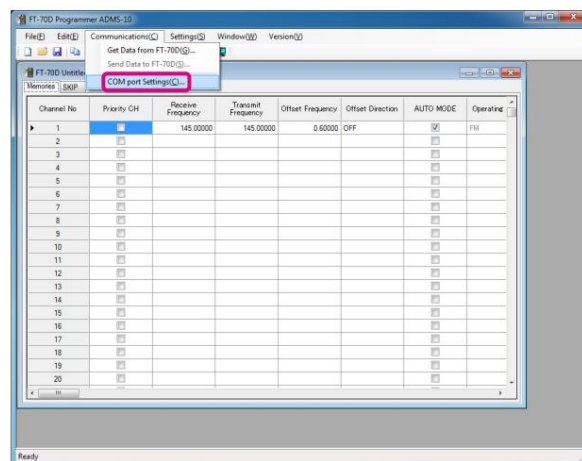 FT-70D Programmer ADMS-10
File(F) Edit(E) Communications(C) Settings(S) Window(W) Version(V)
Get Data from FT-70D(G)...
Send Data to FT-70D(S)...
COM port Settings(C)...
FT-70D Untitle
Memories SKIP
Channel No Priority CH Receive Frequency Transmit Frequency Offset Frequency Offset Direction AUTO MODE Operating
1 145.00000 145.00000 0.60000 OFF FM
2
3
4
5
6
7
8
9
10
11
12
13
14
15
16
17
18
19
20
Ready